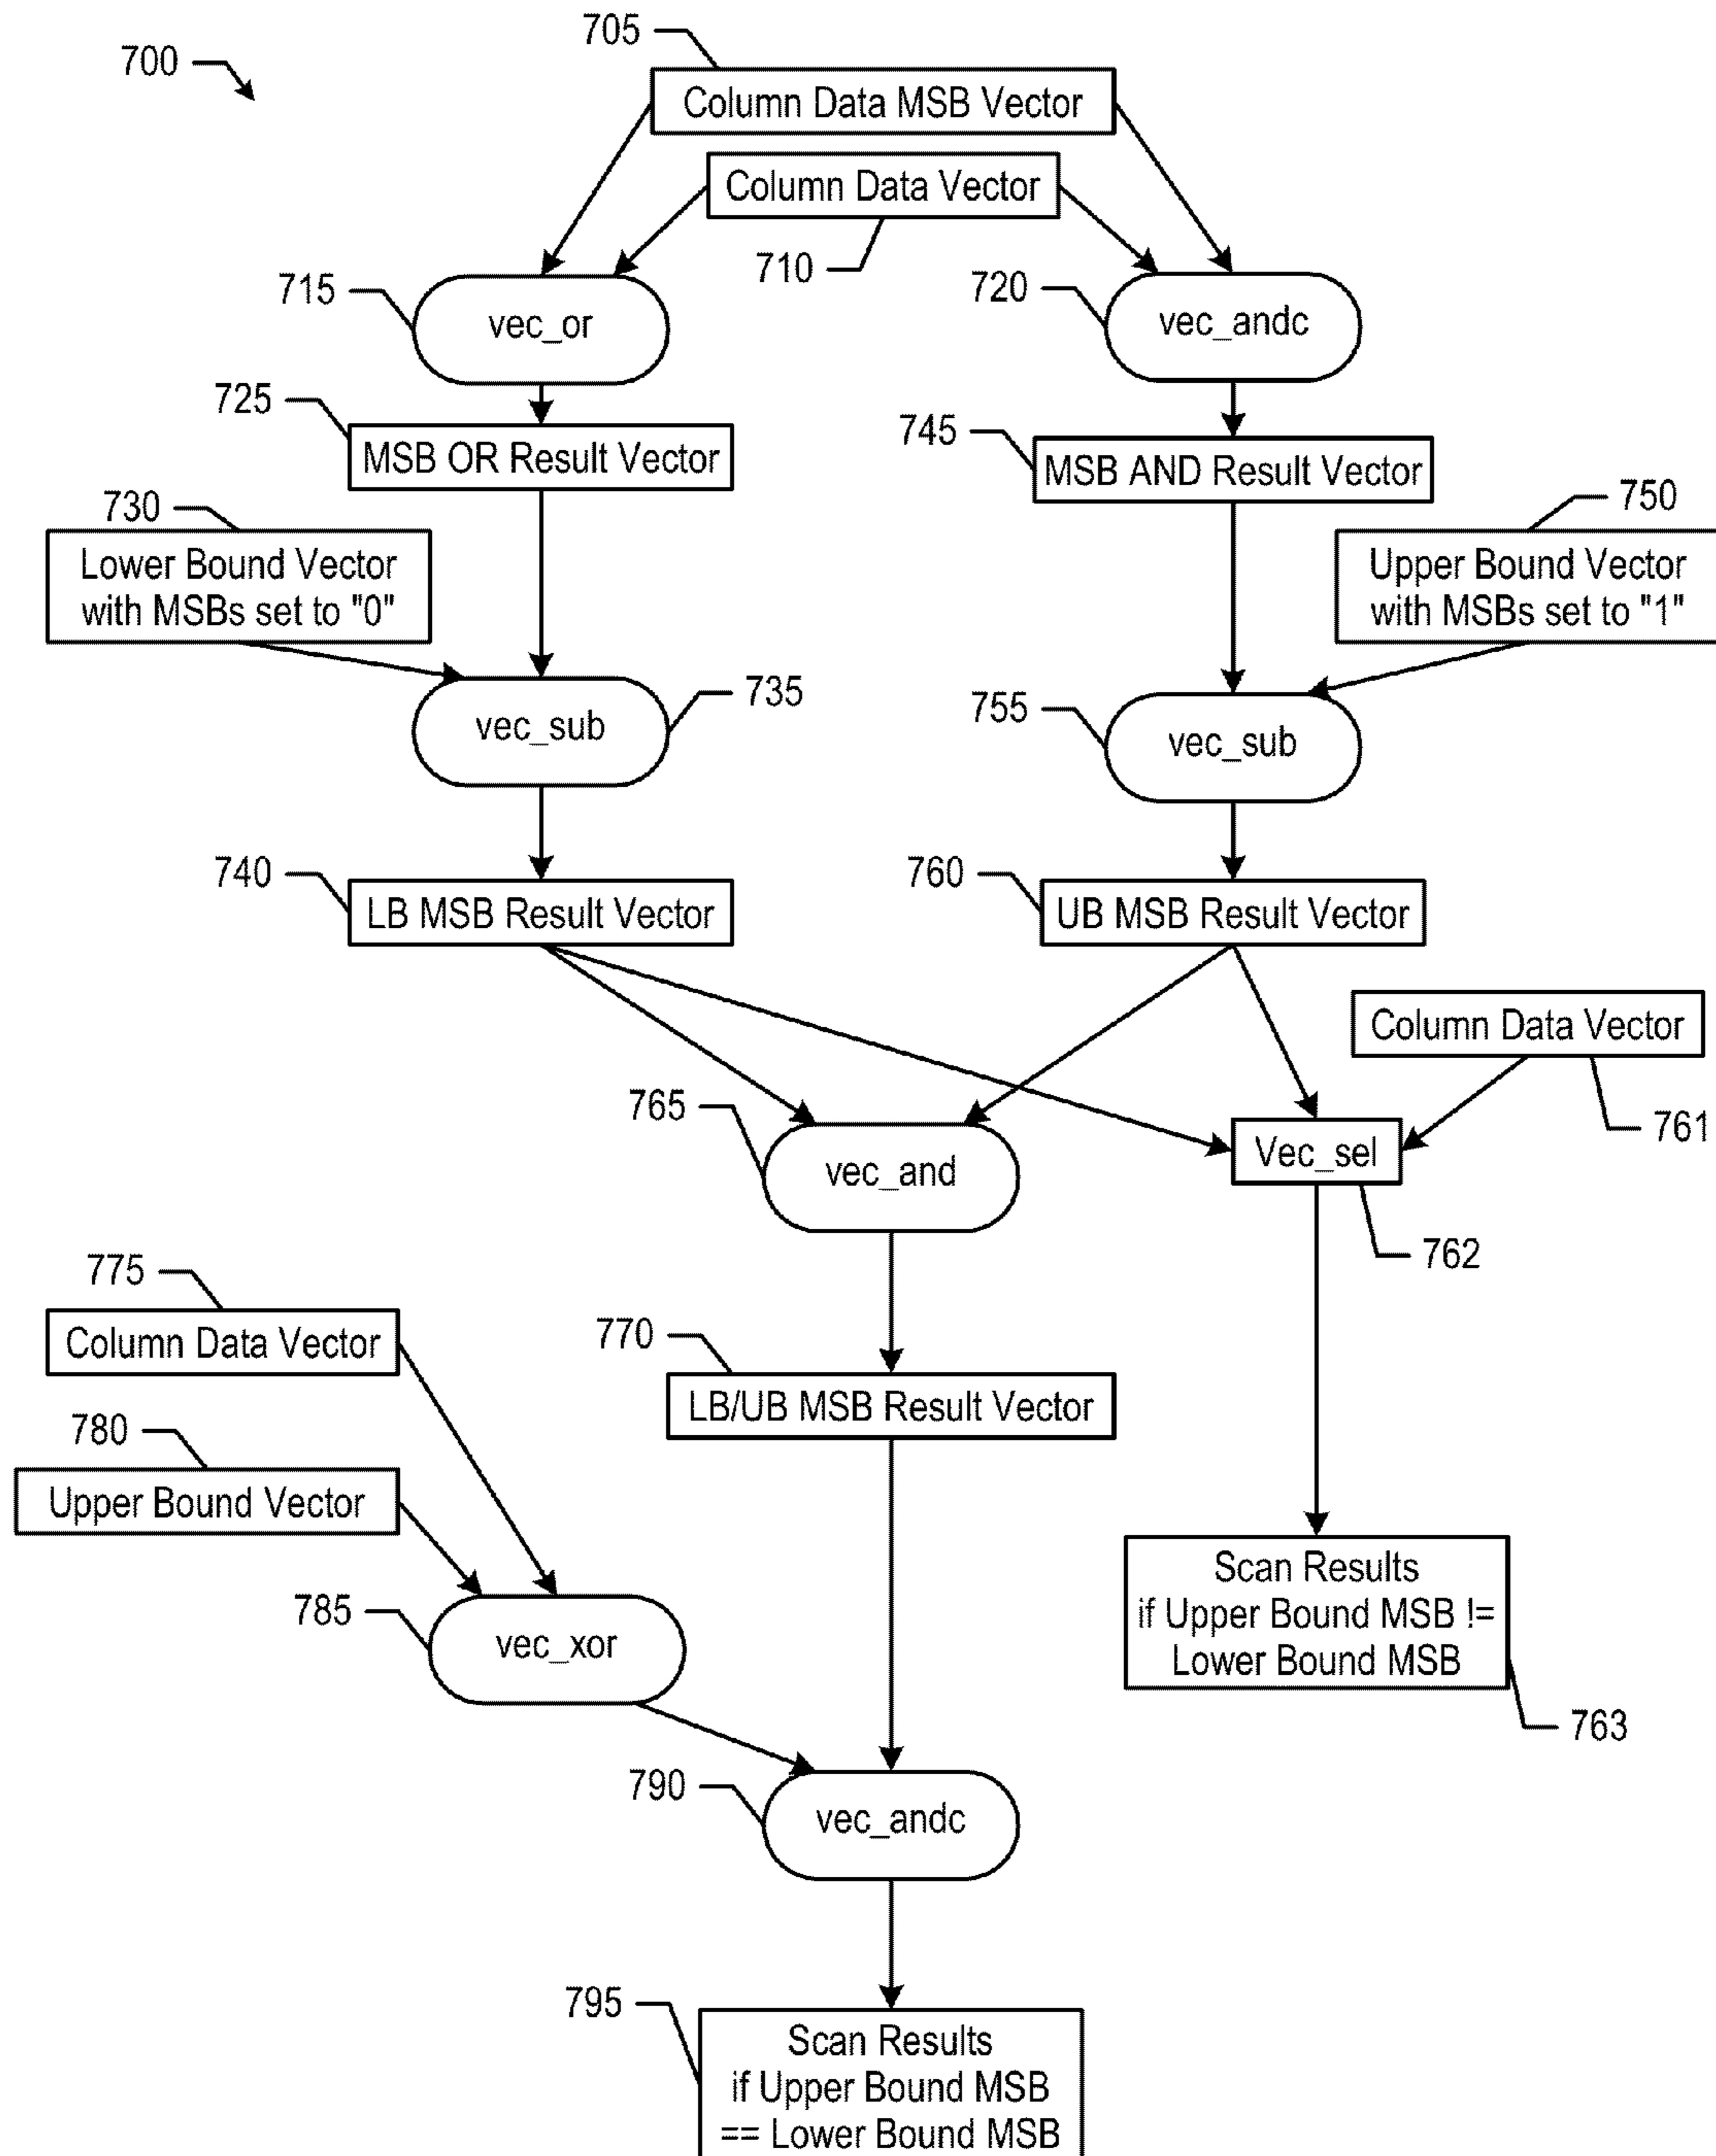 705
700
Column Data MSB Vector
Column Data Vector
710
715
720
vec_or
vec_andc
725
745
MSB OR Result Vector
MSB AND Result Vector
730
750
Lower Bound Vector
with MSBs set to "0"
Upper Bound Vector
with MSBs set to "1"
735
755
vec_sub
vec_sub
740
760
LB MSB Result Vector
UB MSB Result Vector
Column Data Vector
765
761
vec_and
Vec_sel
762
775
Column Data Vector
770
LB/UB MSB Result Vector
780
Upper Bound Vector
785
vec_xor
Scan Results
if Upper Bound MSB !=
Lower Bound MSB
763
790
vec_andc
795
Scan Results
if Upper Bound MSB
== Lower Bound MSB